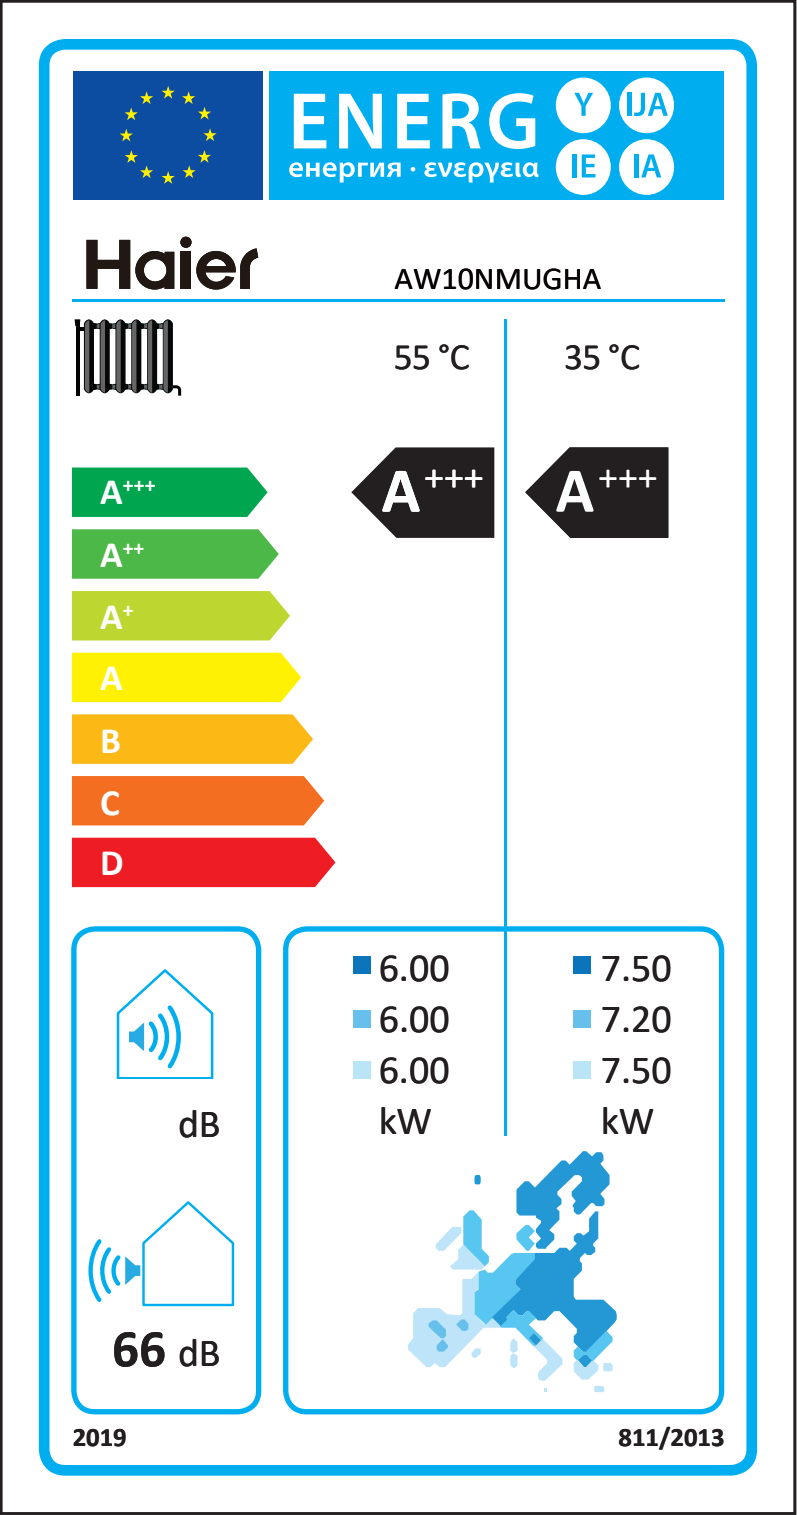 ENERG Y IJA
енергия · ενεργεια IE IA
Haier AW10NMUGHA
55 °C 35 °C
A+++ A+++
A+++
A++
A+
A
B
C
D
6.00 7.50
6.00 7.20
6.00 7.50
kW kW
dB
66 dB
2019 811/2013